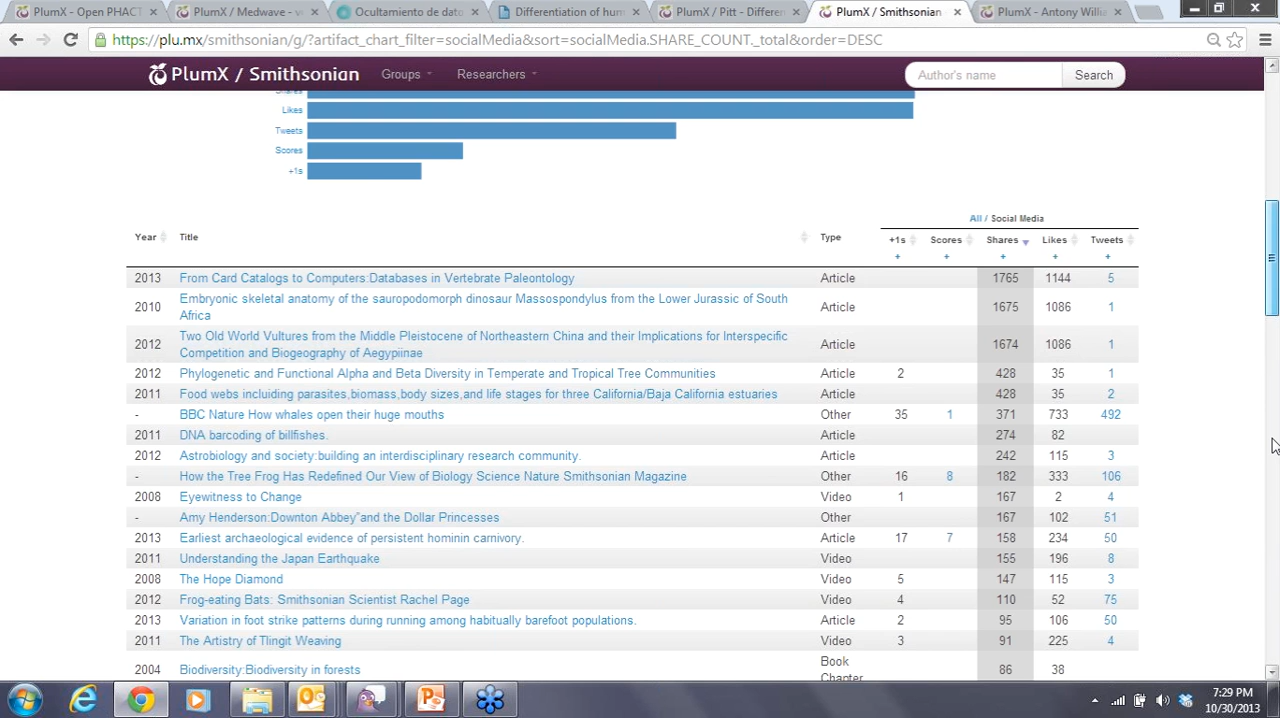 PlumX - Open PHACT
PlumX / Medwave - v
Ocultamiento de dato
Differentiation of hum
PlumX / Pitt - Differen
PlumX / Smithsonian
PlumX - Antony Willia
https://plu.mx/smithsonian/g/?artifact_chart_filter=socialMedia&sort=socialMedia.SHARE_COUNT._total&order=DESC
PlumX / Smithsonian
Groups
Researchers
Author's name
Search
Shares
Likes
Tweets
Scores
+1s
All / Social Media
Year Title Type +1s Scores Shares Likes Tweets
+ + + + +
2013 From Card Catalogs to Computers:Databases in Vertebrate Paleontology Article 1765 1144 5
2010 Embryonic skeletal anatomy of the sauropodomorph dinosaur Massospondylus from the Lower Jurassic of South Article 1675 1086 1
Africa
2012 Two Old World Vultures from the Middle Pleistocene of Northeastern China and their Implications for Interspecific Article 1674 1086 1
Competition and Biogeography of Aegypiinae
2012 Phylogenetic and Functional Alpha and Beta Diversity in Temperate and Tropical Tree Communities Article 2 428 35 1
2011 Food webs incluiding parasites,biomass,body sizes,and life stages for three California/Baja California estuaries Article 428 35 2
- BBC Nature How whales open their huge mouths Other 35 1 371 733 492
2011 DNA barcoding of billfishes. Article 274 82
2012 Astrobiology and society:building an interdisciplinary research community. Article 242 115 3
- How the Tree Frog Has Redefined Our View of Biology Science Nature Smithsonian Magazine Other 16 8 182 333 106
2008 Eyewitness to Change Video 1 167 2 4
- Amy Henderson:Downton Abbey"and the Dollar Princesses Other 167 102 51
2013 Earliest archaeological evidence of persistent hominin carnivory. Article 17 7 158 234 50
2011 Understanding the Japan Earthquake Video 155 196 8
2008 The Hope Diamond Video 5 147 115 3
2012 Frog-eating Bats: Smithsonian Scientist Rachel Page Video 4 110 52 75
2013 Variation in foot strike patterns during running among habitually barefoot populations. Article 2 95 106 50
2011 The Artistry of Tlingit Weaving Video 3 91 225 4
2004 Biodiversity:Biodiversity in forests Book 86 38
Chapter
7:29 PM
10/30/2013